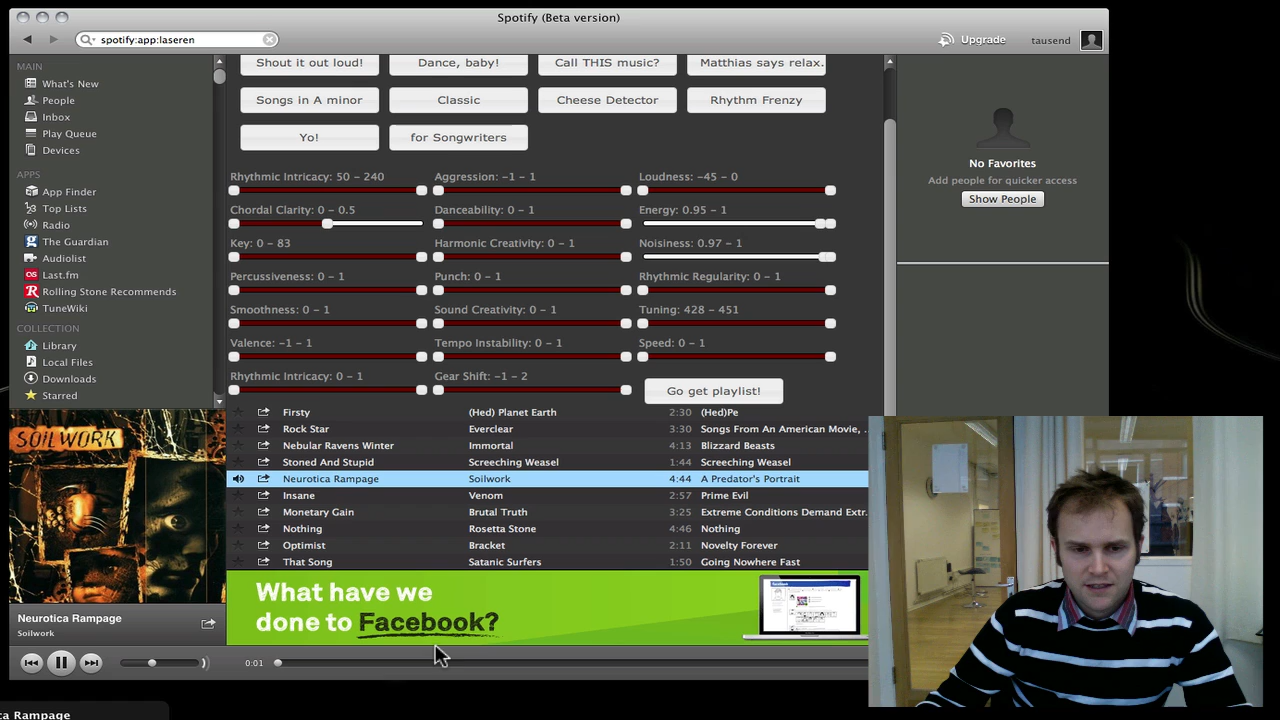 Spotify (Beta version)
spotify:app:laseren
Upgrade
tausend
MAIN
What's New
People
Inbox
Play Queue
Devices
APPS
App Finder
Top Lists
Radio
The Guardian
Audiolist
Last.fm
Rolling Stone Recommends
TuneWiki
COLLECTION
Library
Local Files
Downloads
Starred
SOILWORK
Neurotica Rampage
Soilwork
Shout it out loud! Dance, baby! Call THIS music? Matthias says relax.
Songs in A minor Classic Cheese Detector Rhythm Frenzy
Yo! for Songwriters
Rhythmic Intricacy: 50 – 240 Aggression: –1 – 1 Loudness: –45 – 0
Chordal Clarity: 0 – 0.5 Danceability: 0 – 1 Energy: 0.95 – 1
Key: 0 – 83 Harmonic Creativity: 0 – 1 Noisiness: 0.97 – 1
Percussiveness: 0 – 1 Punch: 0 – 1 Rhythmic Regularity: 0 – 1
Smoothness: 0 – 1 Sound Creativity: 0 – 1 Tuning: 428 – 451
Valence: –1 – 1 Tempo Instability: 0 – 1 Speed: 0 – 1
Rhythmic Intricacy: 0 – 1 Gear Shift: –1 – 2 Go get playlist!
Firsty (Hed) Planet Earth 2:30 (Hed)Pe
Rock Star Everclear 3:30 Songs From An American Movie, ..
Nebular Ravens Winter Immortal 4:13 Blizzard Beasts
Stoned And Stupid Screeching Weasel 1:44 Screeching Weasel
Neurotica Rampage Soilwork 4:44 A Predator's Portrait
Insane Venom 2:57 Prime Evil
Monetary Gain Brutal Truth 3:25 Extreme Conditions Demand Extr.
Nothing Rosetta Stone 4:46 Nothing
Optimist Bracket 2:11 Novelty Forever
That Song Satanic Surfers 1:50 Going Nowhere Fast
What have we
done to Facebook?
0:01
No Favorites
Add people for quicker access
Show People
ca Rampage